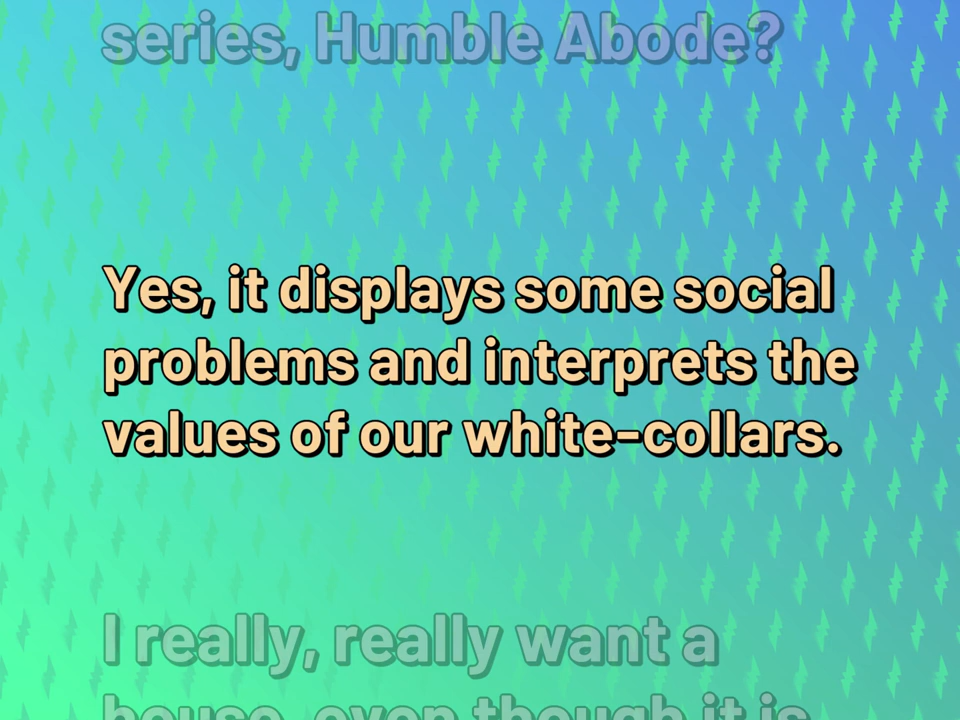 series, Humble Abode?
Yes, it displays some social
problems and interprets the
values of our white-collars.
I really, really want a
house, even though it is